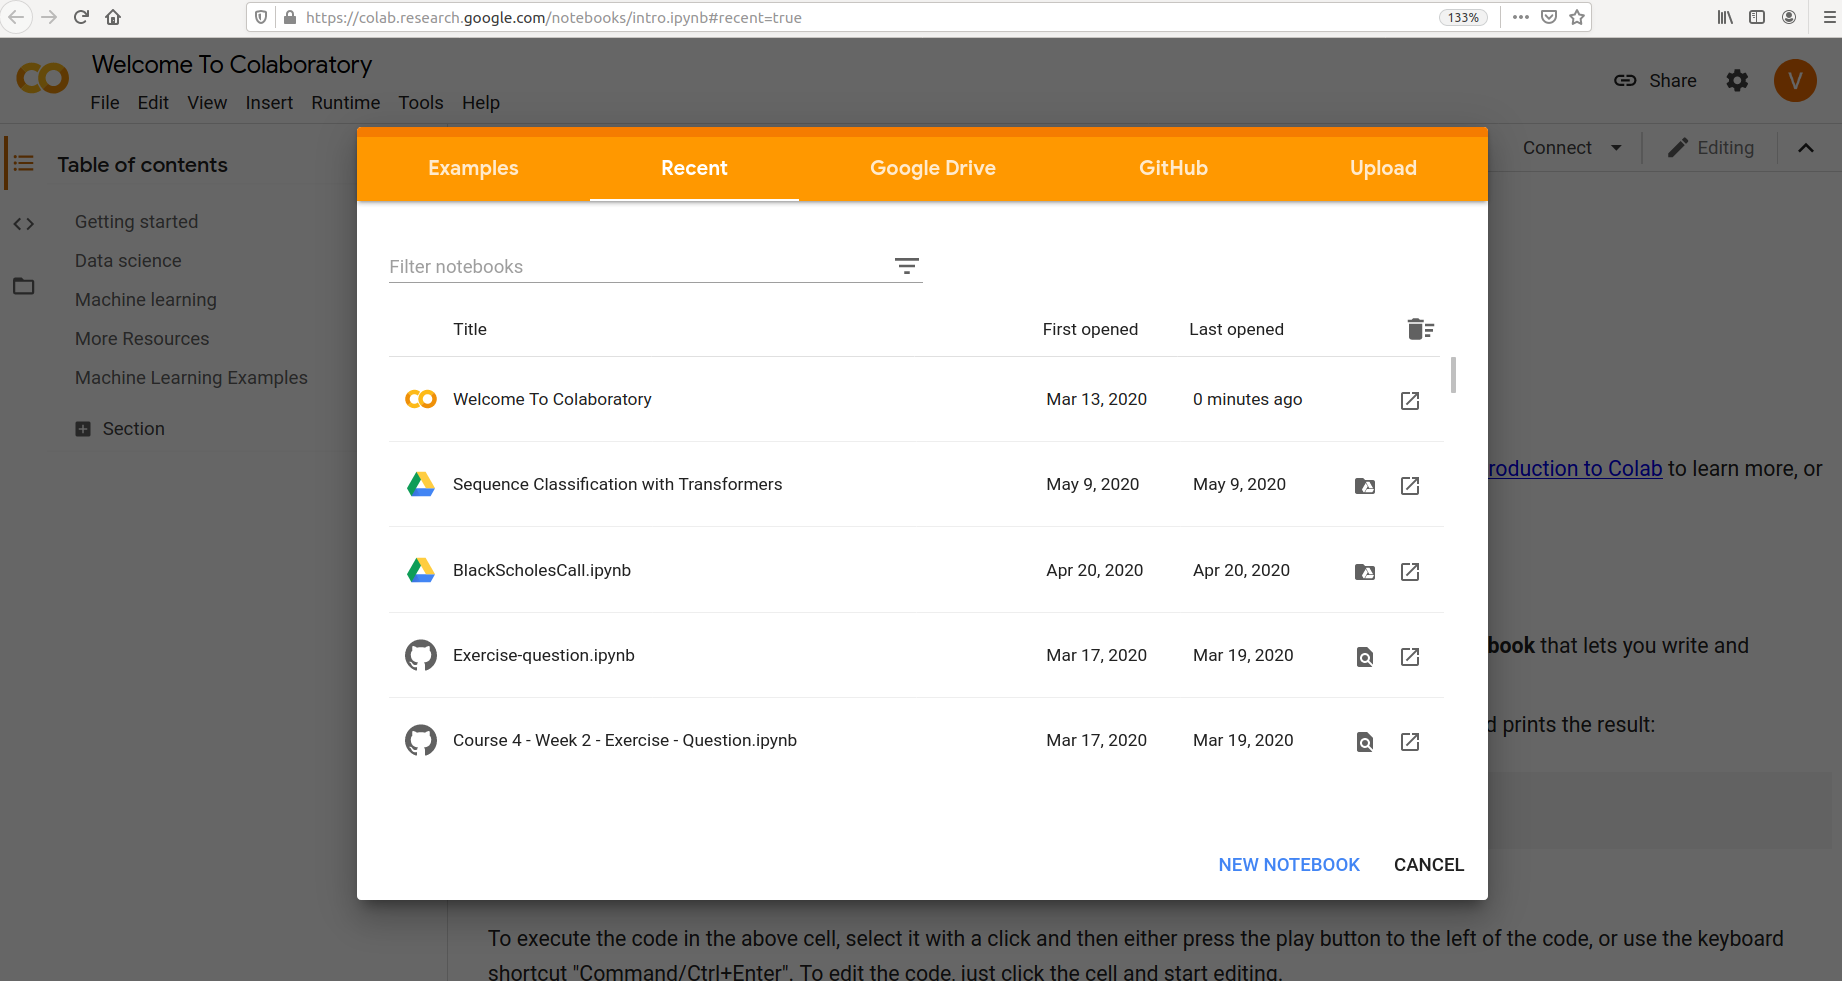 https://colab.research.google.com/notebooks/intro.ipynb#recent=true
133%
Welcome To Colaboratory
File Edit View Insert Runtime Tools Help
Share
V
Table of contents
Getting started
Data science
Machine learning
More Resources
Machine Learning Examples
Section
Connect
Editing
Examples Recent Google Drive GitHub Upload
Filter notebooks
Title First opened Last opened
Welcome To Colaboratory Mar 13, 2020 0 minutes ago
Sequence Classification with Transformers May 9, 2020 May 9, 2020
BlackScholesCall.ipynb Apr 20, 2020 Apr 20, 2020
Exercise-question.ipynb Mar 17, 2020 Mar 19, 2020
Course 4 - Week 2 - Exercise - Question.ipynb Mar 17, 2020 Mar 19, 2020
NEW NOTEBOOK CANCEL
roduction to Colab to learn more, or
book that lets you write and
d prints the result:
To execute the code in the above cell, select it with a click and then either press the play button to the left of the code, or use the keyboard
shortcut "Command/Ctrl+Enter". To edit the code, just click the cell and start editing.